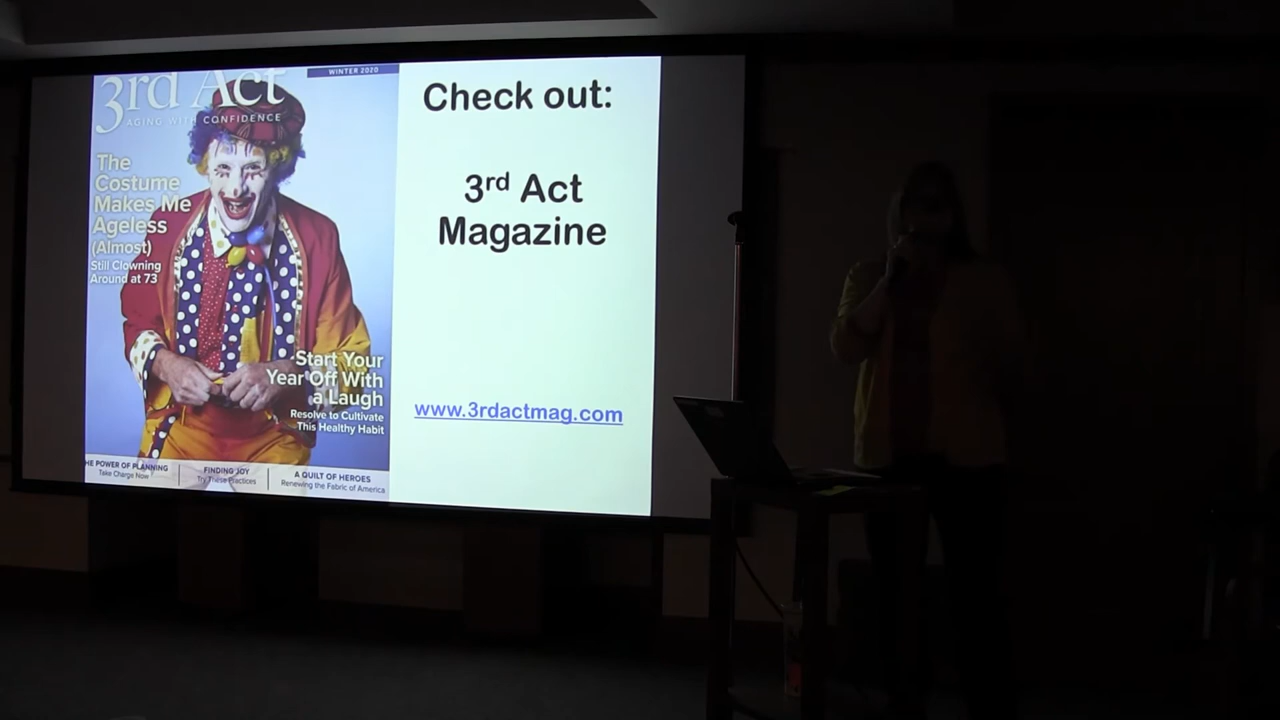 WINTER 2020
3rd Act
AGING WITH CONFIDENCE
The
Costume
Makes Me
Ageless
(Almost)
Still Clowning
Around at 73
Start Your
Year Off With
a Laugh
Resolve to Cultivate
This Healthy Habit
HE POWER OF PLANNING
Take Charge Now
FINDING JOY
Try These Practices
A QUILT OF HEROES
Renewing the Fabric of America
Check out:
3rd Act
Magazine
www.3rdactmag.com